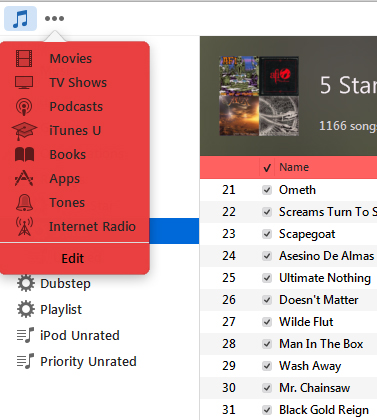 Movies
TV Shows
Podcasts
iTunes U
Books
Apps
Tones
Internet Radio
Edit
Dubstep
Playlist
iPod Unrated
Priority Unrated
5 Star
1166 songs
Name
21 Ometh
22 Screams Turn To S
23 Scapegoat
24 Asesino De Almas
25 Ultimate Nothing
26 Doesn't Matter
27 Wilde Flut
28 Man In The Box
29 Wash Away
30 Mr. Chainsaw
31 Black Gold Reign